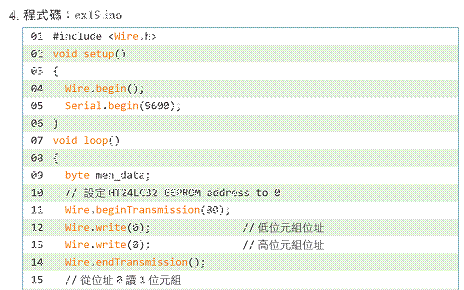 4. 程式碼：ex15.ino
01 #include <Wire.h>
02 void setup()
03 {
04 Wire.begin();
05 Serial.begin(9600);
06 }
07 void loop()
08 {
09 byte mem_data;
10 // 設定 HT24LC32 EEPROM address to 0
11 Wire.beginTransmission(80);
12 Wire.write(0); // 低位元組位址
13 Wire.write(0); // 高位元組位址
14 Wire.endTransmission();
15 // 從位址 0 讀 1 位元組